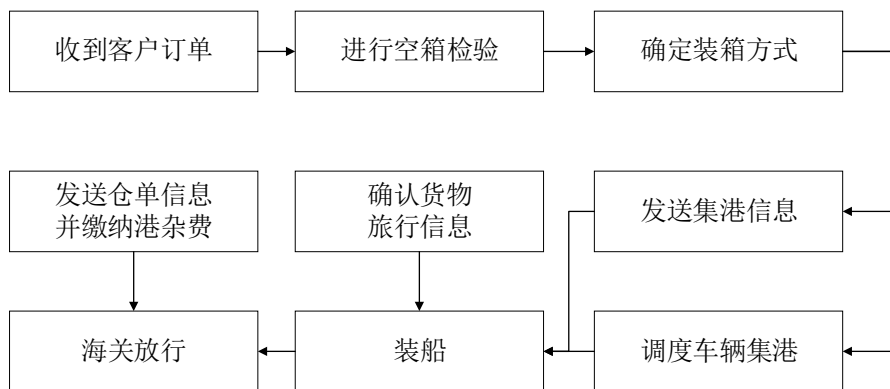 收到客户订单
进行空箱检验
确定装箱方式
发送仓单信息
并缴纳港杂费
确认货物
旅行信息
发送集港信息
海关放行
装船
调度车辆集港